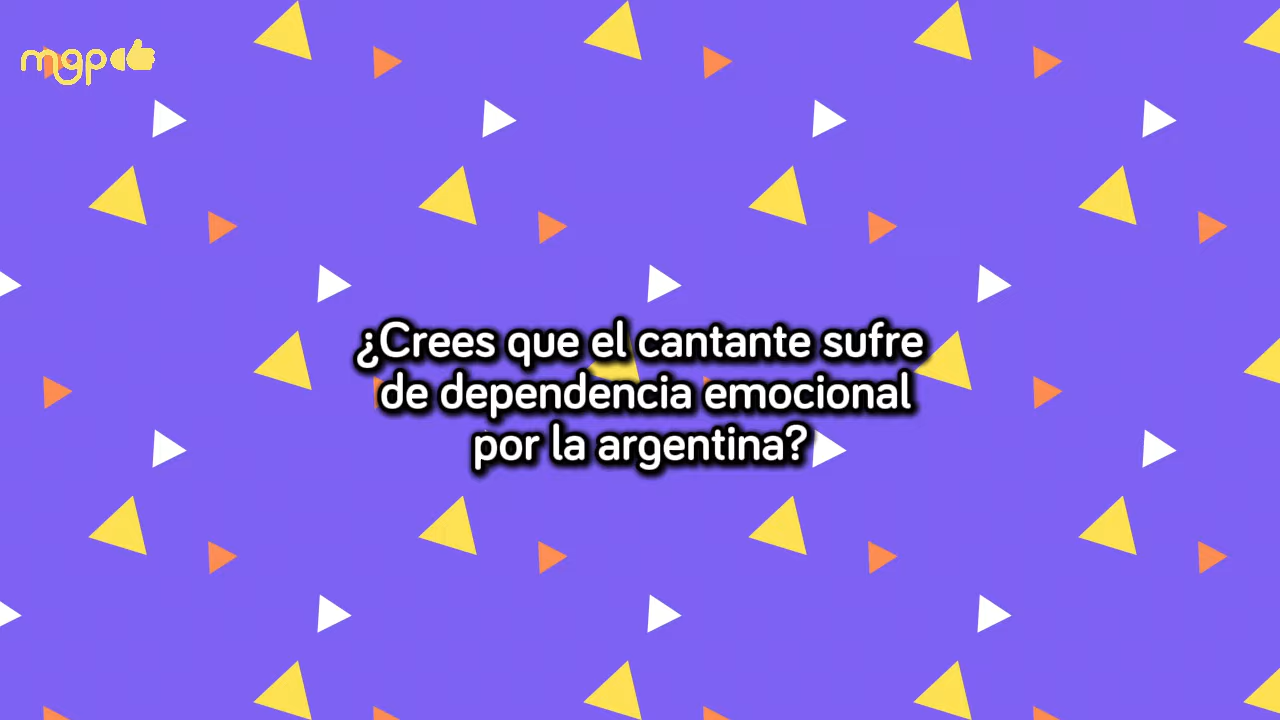 mgp
¿Crees que el cantante sufre
de dependencia emocional
por la argentina?